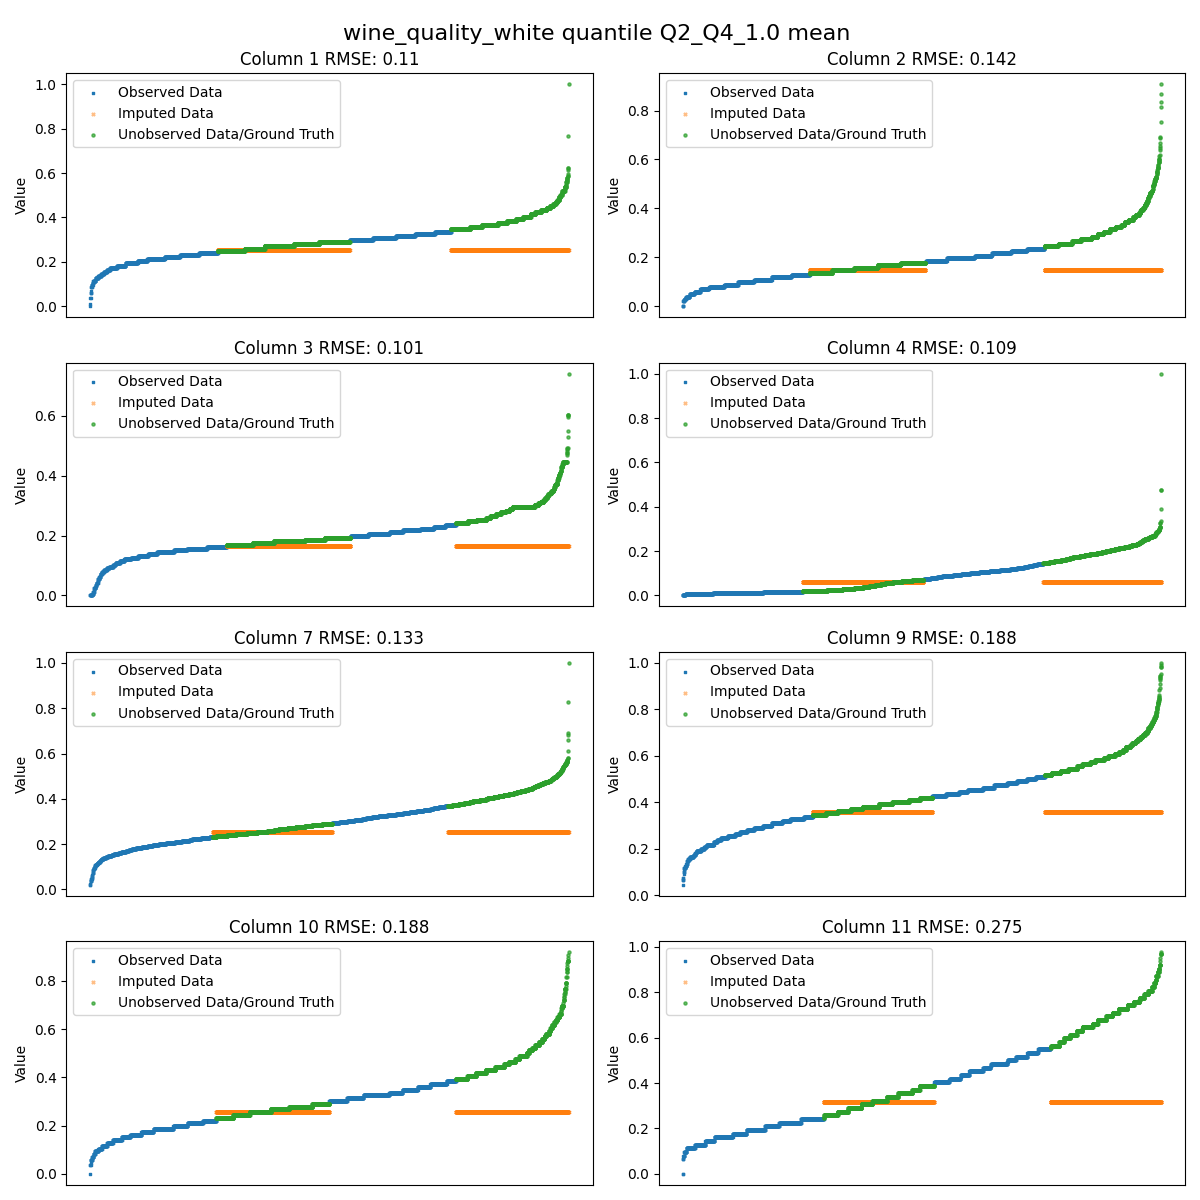 wine_quality_white quantile Q2_Q4_1.0 mean
Column 1 RMSE: 0.11
Value
1.0
0.8
0.6
0.4
0.2
0.0
Observed Data
Imputed Data
Unobserved Data/Ground Truth
Column 2 RMSE: 0.142
Value
0.8
0.6
0.4
0.2
0.0
Observed Data
Imputed Data
Unobserved Data/Ground Truth
Column 3 RMSE: 0.101
Value
0.6
0.4
0.2
0.0
Observed Data
Imputed Data
Unobserved Data/Ground Truth
Column 4 RMSE: 0.109
Value
1.0
0.8
0.6
0.4
0.2
0.0
Observed Data
Imputed Data
Unobserved Data/Ground Truth
Column 7 RMSE: 0.133
Value
1.0
0.8
0.6
0.4
0.2
0.0
Observed Data
Imputed Data
Unobserved Data/Ground Truth
Column 9 RMSE: 0.188
Value
1.0
0.8
0.6
0.4
0.2
0.0
Observed Data
Imputed Data
Unobserved Data/Ground Truth
Column 10 RMSE: 0.188
Value
0.8
0.6
0.4
0.2
0.0
Observed Data
Imputed Data
Unobserved Data/Ground Truth
Column 11 RMSE: 0.275
Value
1.0
0.8
0.6
0.4
0.2
0.0
Observed Data
Imputed Data
Unobserved Data/Ground Truth